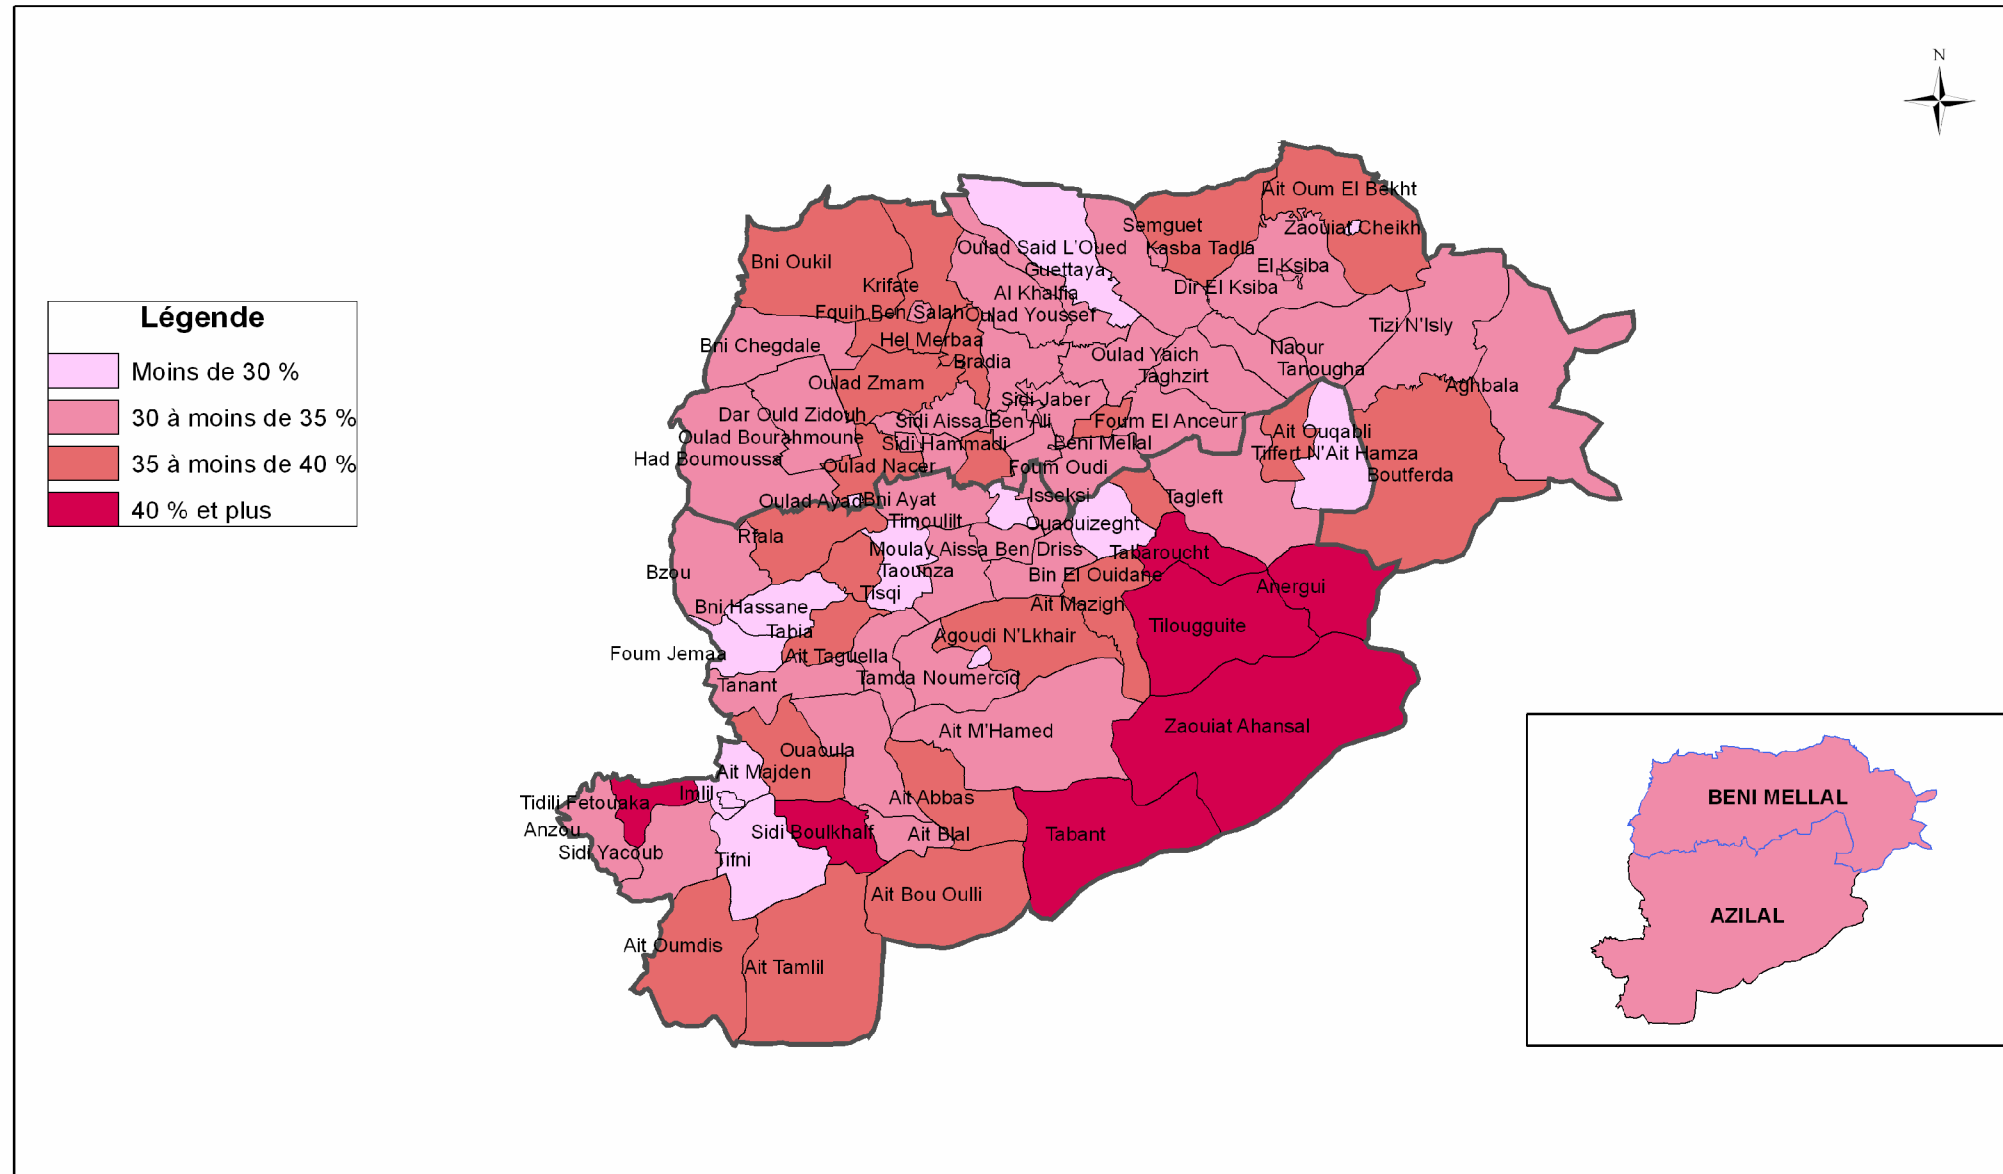 N
Ait Oum El Bekht
Semguet
Zaouiat Cheikh
Oulad Said L'Oued
Kasba Tadla
Bni Oukil
Guettaya
El Ksiba
Krifate
Al Khalfia
Dir El Ksiba
Fquih Ben Salah
Oulad Youssef
Tizi N'Isly
Hel Merbaa
Bni Chegdale
Naour
Bradia
Oulad Yaich
Tanougha
Oulad Zmam
Taghzirt
Aghbala
Sidi Jaber
Dar Ould Zidouh
Sidi Aissa Ben Ali
Foum El Anceur
Ait Ouqabli
Oulad Bourahmoune
Sidi Hammadi
Beni Mellal
Tiffert N'Ait Hamza
Had Boumoussa
Oulad Nacer
Foum Oudi
Boutferda
Oulad Ayad
Bni Ayat
Isseksi
Tagleft
Timoulilt
Ouaouizeght
Rfala
Moulay Aissa Ben Driss
Tabaroucht
Bzou
Taounza
Bin El Ouidane
Anergui
Tisqi
Bni Hassane
Ait Mazigh
Tabia
Agoudi N'Lkhair
Tilougguite
Foum Jemaa
Ait Taguella
Tanant
Tamda Noumercid
Ait M'Hamed
Zaouiat Ahansal
Ouaoula
Ait Majden
Imlil
Ait Abbas
Tidili Fetouaka
Anzou
Sidi Boulkhalf
Ait Blal
Tabant
Sidi Yacoub
Tifni
Ait Bou Oulli
Ait Oumdis
Ait Tamlil
Légende
Moins de 30 %
30 à moins de 35 %
35 à moins de 40 %
40 % et plus
BENI MELLAL
AZILAL